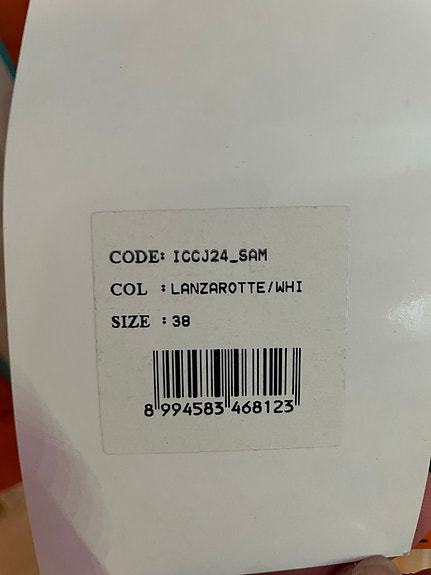 CODE: ICCJ24_SAM
COL : LANZAROTTE/WHI
SIZE : 38
8 994583 468123